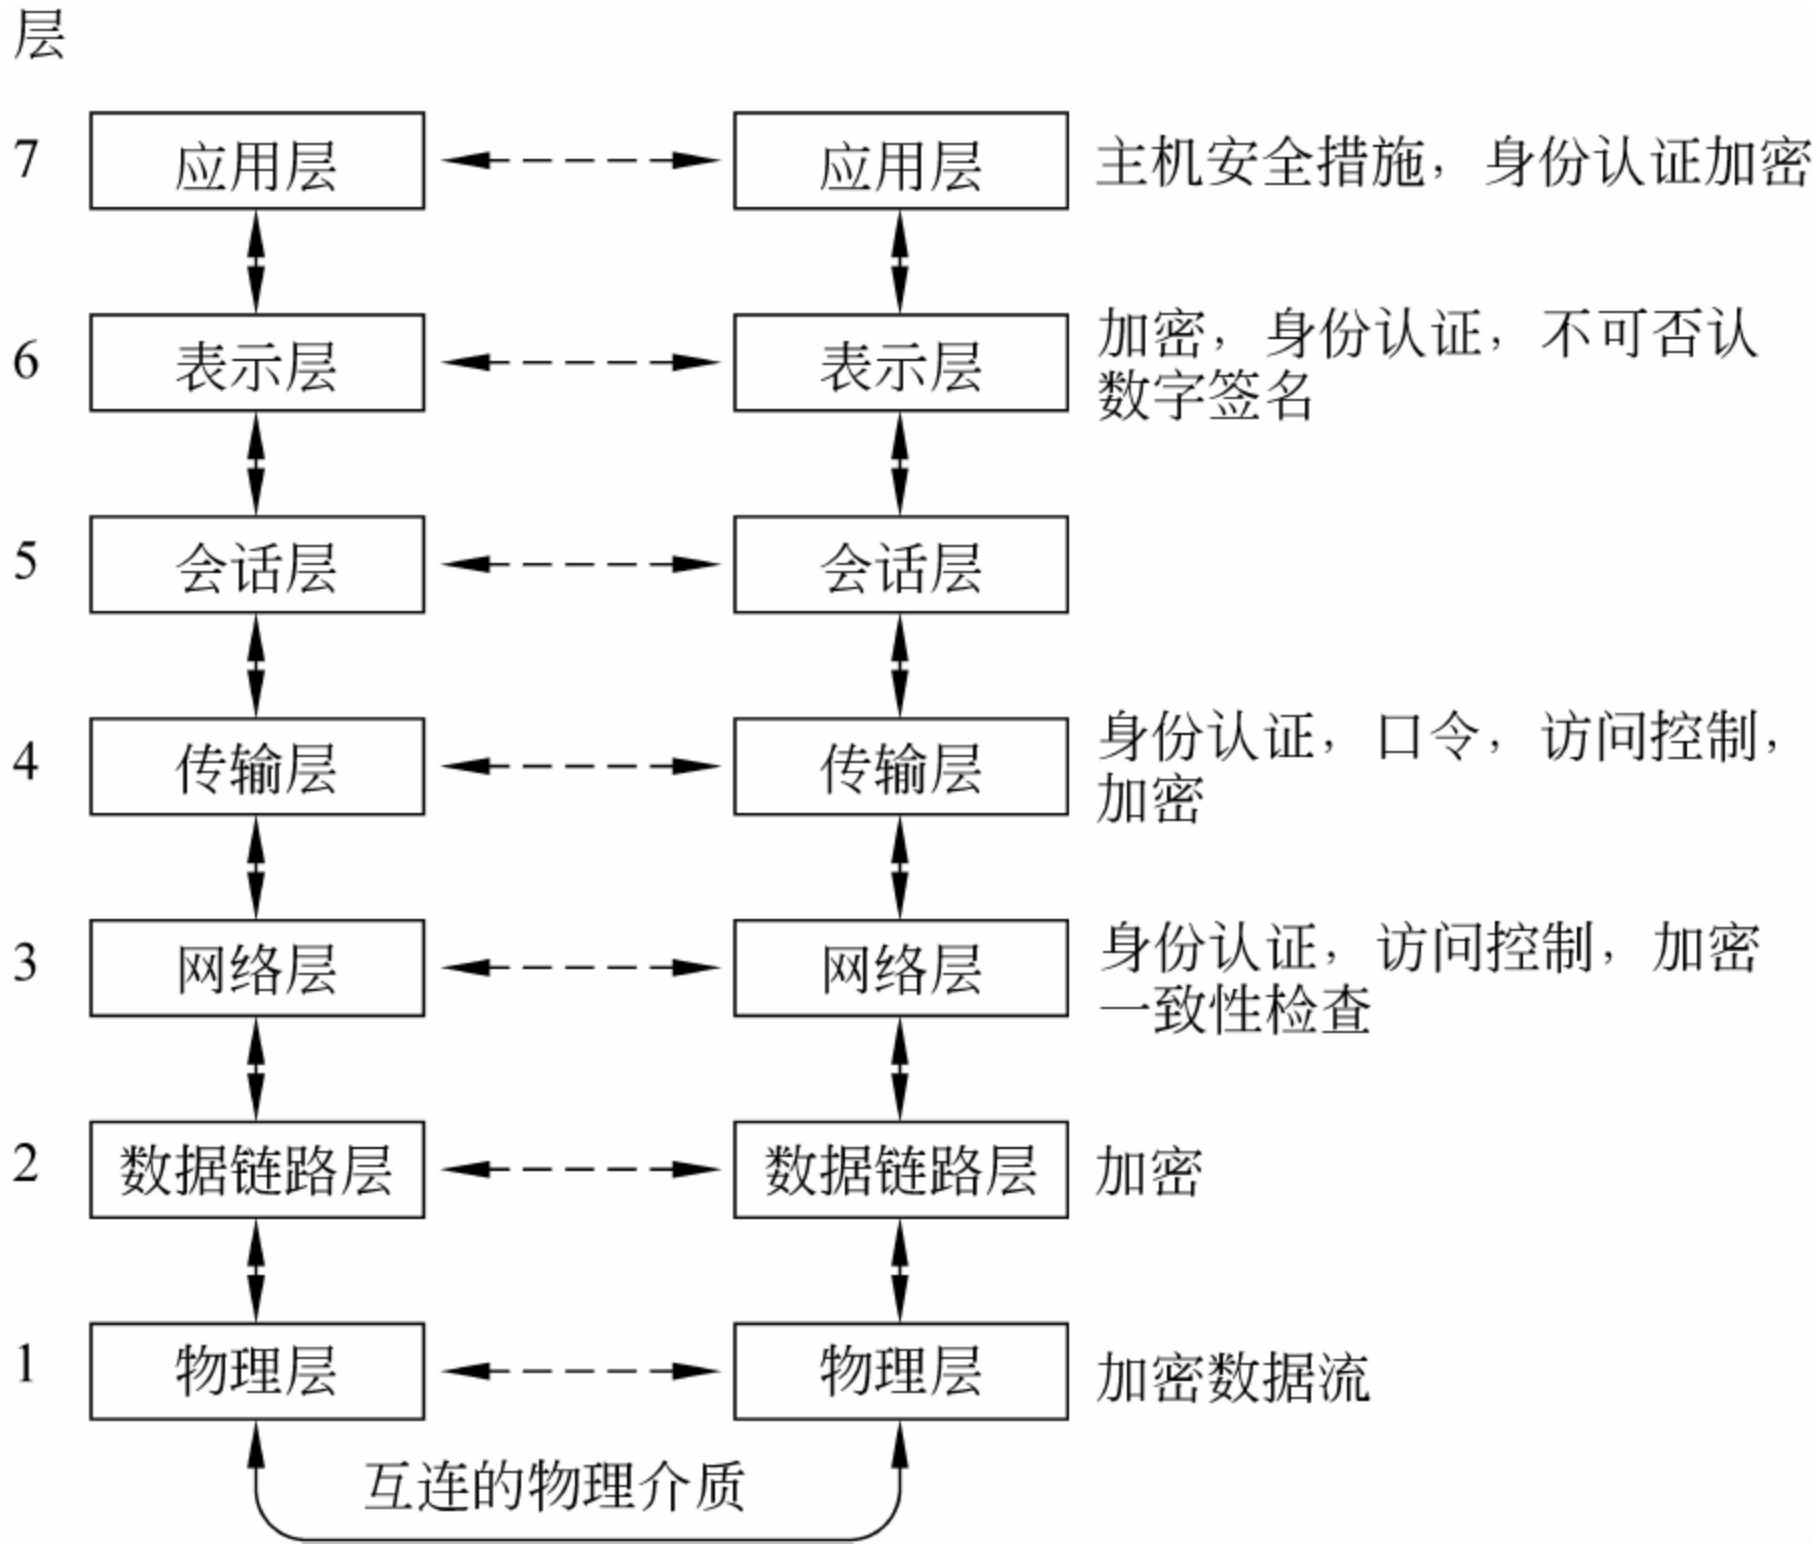 层
7 应用层 应用层 主机安全措施，身份认证加密
6 表示层 表示层 加密，身份认证，不可否认
数字签名
5 会话层 会话层
4 传输层 传输层 身份认证，口令，访问控制，
加密
3 网络层 网络层 身份认证，访问控制，加密
一致性检查
2 数据链路层 数据链路层 加密
1 物理层 物理层 加密数据流
互连的物理介质